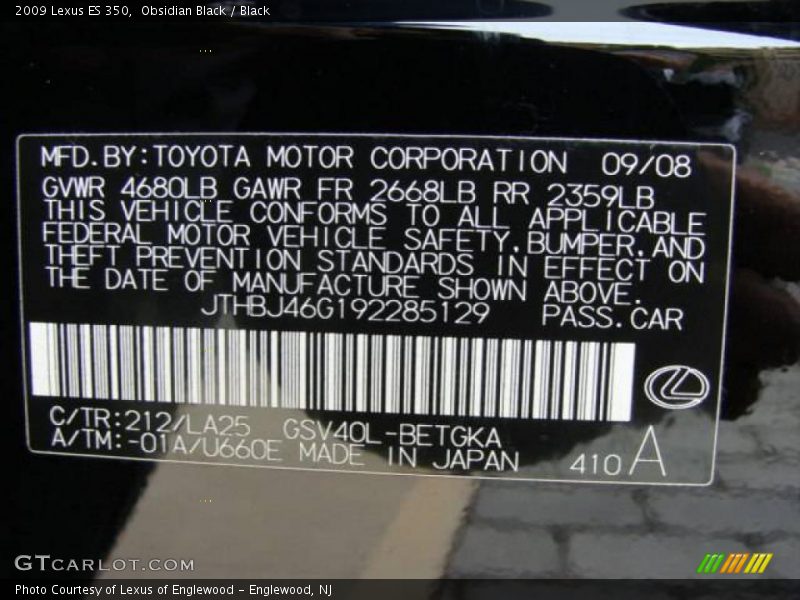 2009 Lexus ES 350,  Obsidian Black / Black
MFD.BY:TOYOTA MOTOR CORPORATION 09/08
GVWR 4680LB GAWR FR 2668LB RR 2359LB
THIS VEHICLE CONFORMS TO ALL APPLICABLE
FEDERAL MOTOR VEHICLE SAFETY,BUMPER,AND
THEFT PREVENTION STANDARDS IN EFFECT ON
THE DATE OF MANUFACTURE SHOWN ABOVE.
JTHBJ46G192285129 PASS.CAR
C/TR:212/LA25 GSV40L-BETGKA
A/TM:-01A/U660E MADE IN JAPAN 410 A
GTcarlot.com
Photo Courtesy of Lexus of Englewood - Englewood, NJ